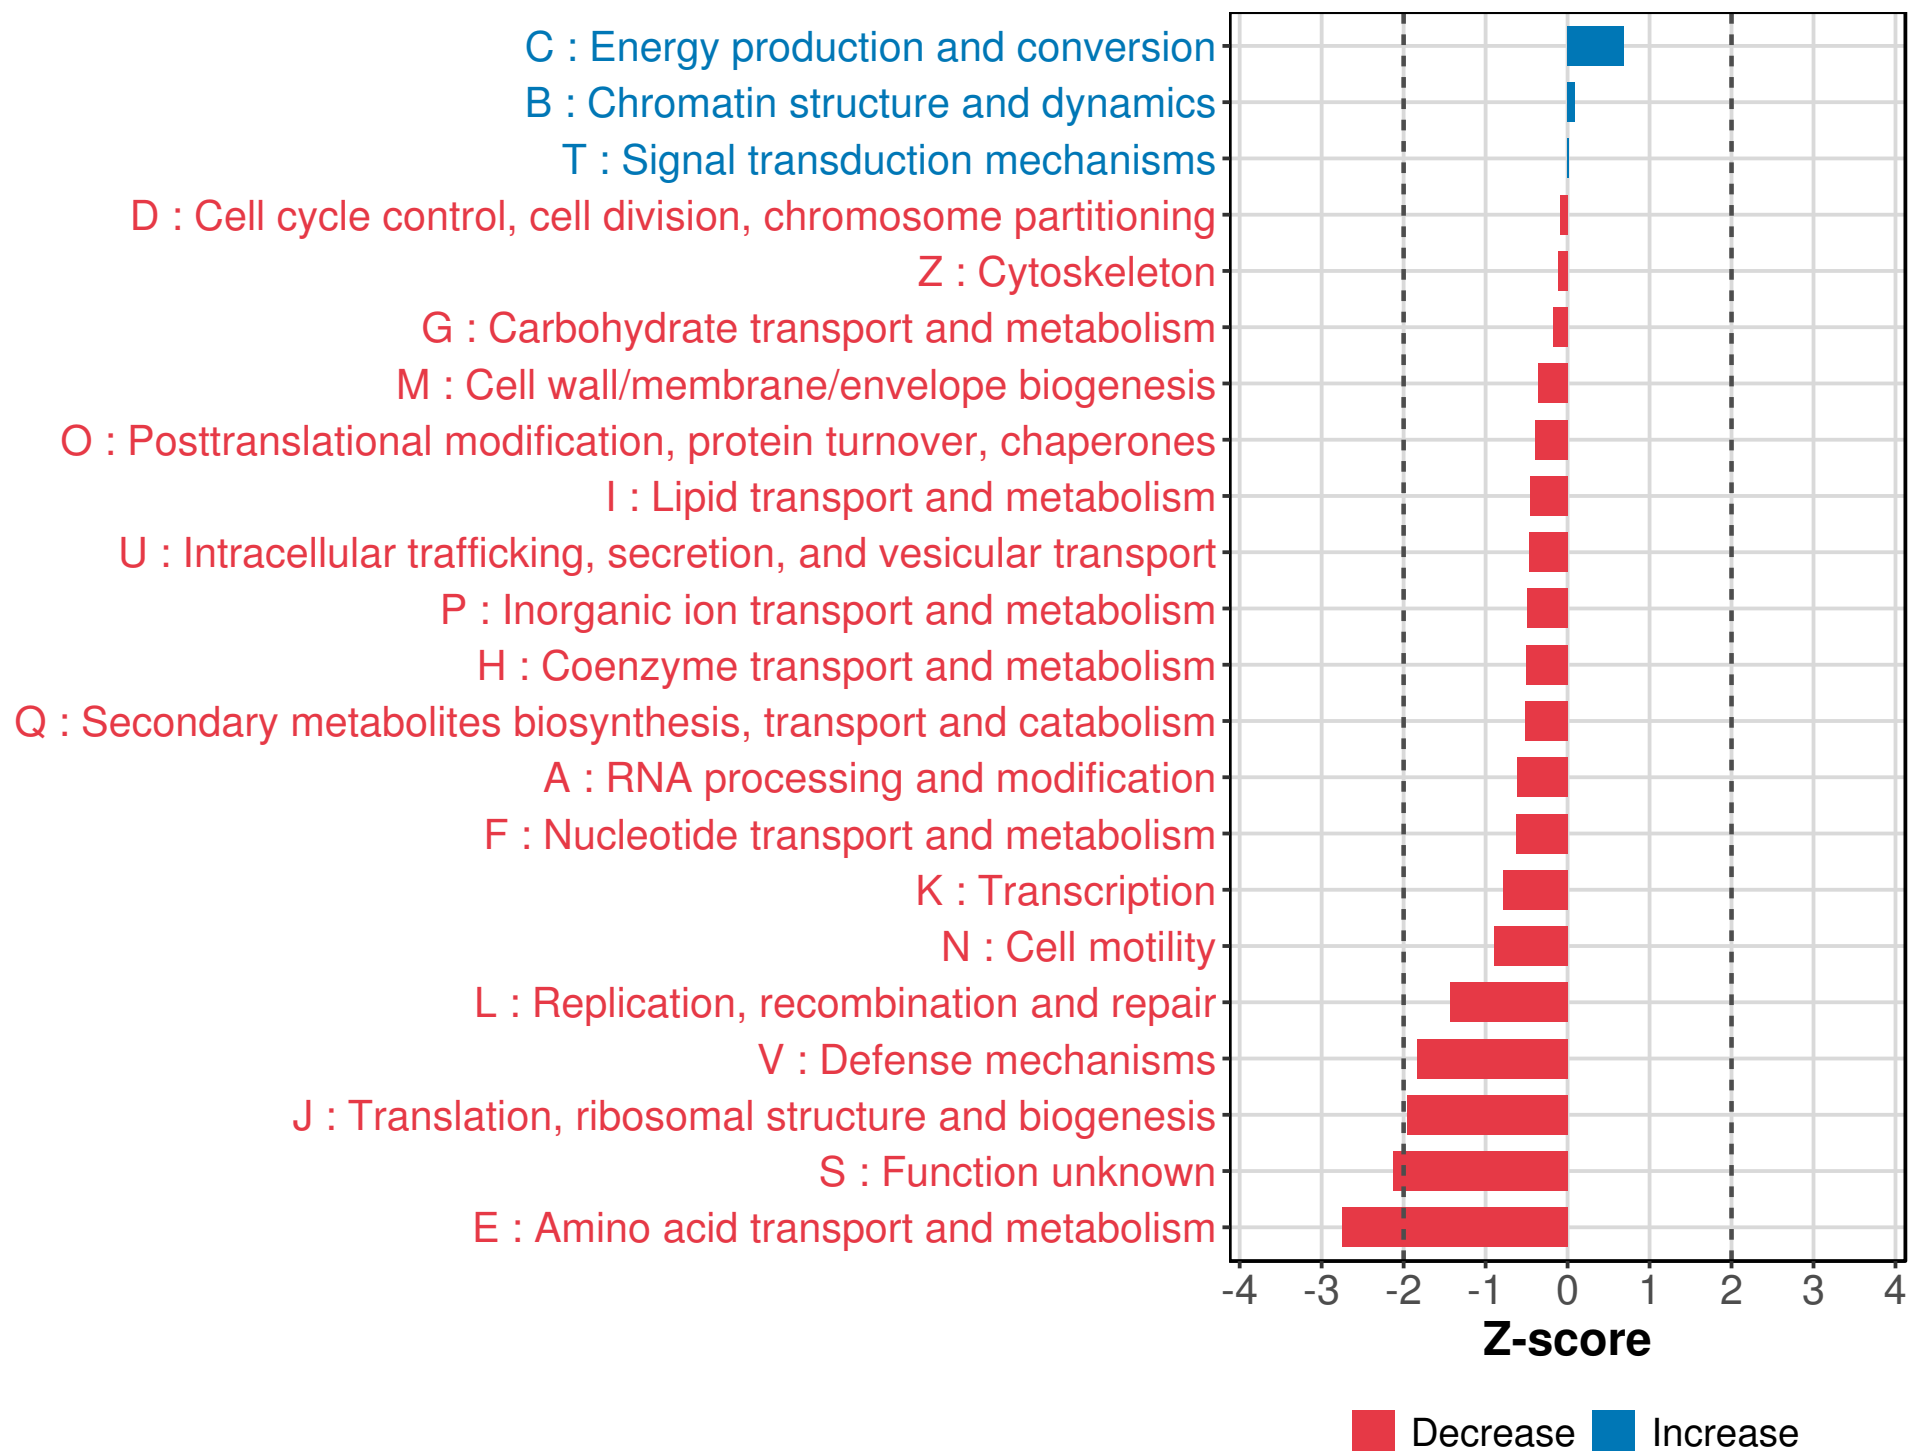 C : Energy production and conversion
B : Chromatin structure and dynamics
T : Signal transduction mechanisms
D : Cell cycle control, cell division, chromosome partitioning
Z : Cytoskeleton
G : Carbohydrate transport and metabolism
M : Cell wall/membrane/envelope biogenesis
O : Posttranslational modification, protein turnover, chaperones
I : Lipid transport and metabolism
U : Intracellular trafficking, secretion, and vesicular transport
P : Inorganic ion transport and metabolism
H : Coenzyme transport and metabolism
Q : Secondary metabolites biosynthesis, transport and catabolism
A : RNA processing and modification
F : Nucleotide transport and metabolism
K : Transcription
N : Cell motility
L : Replication, recombination and repair
V : Defense mechanisms
J : Translation, ribosomal structure and biogenesis
S : Function unknown
E : Amino acid transport and metabolism
-4 -3 -2 -1 0 1 2 3 4
Z-score
Decrease Increase